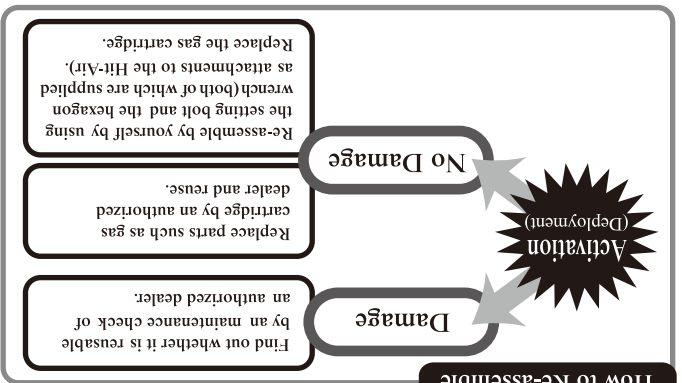 How to Re-assemble
Activation
(Deployment)
Damage
Find out whether it is reusable
by an maintenance check of
an authorized dealer.
No Damage
Replace parts such as gas
cartridge by an authorized
dealer and reuse.
Re-assemble by yourself by using
the setting bolt and the hexagon
wrench(both of which are supplied
as attachments to the Hit-Air).
Replace the gas cartridge.